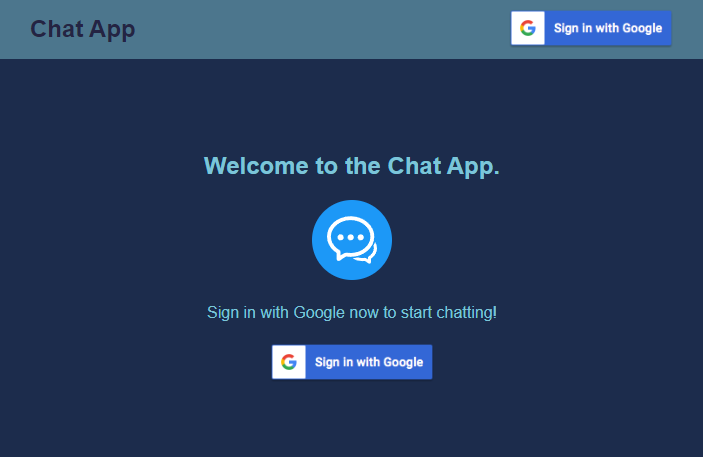 Chat App
Sign in with Google
Welcome to the Chat App.
Sign in with Google now to start chatting!
Sign in with Google